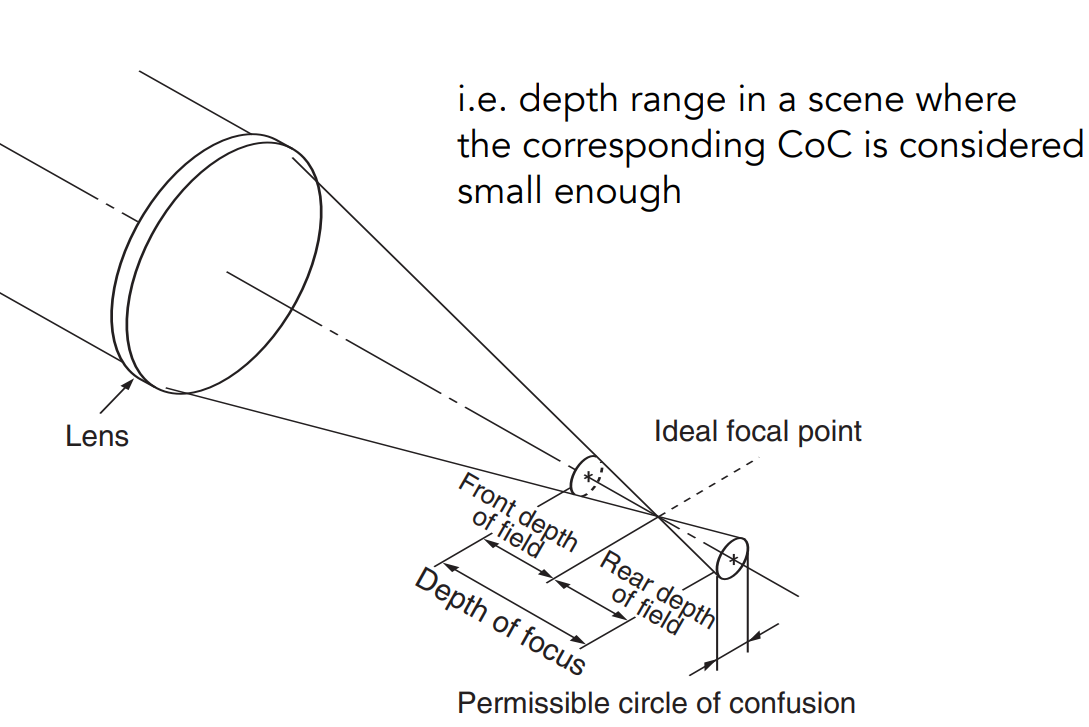 i.e. depth range in a scene where
the corresponding CoC is considered
small enough
Lens
Ideal focal point
Front depth
of field
Rear depth
of field
Depth of focus
Permissible circle of confusion